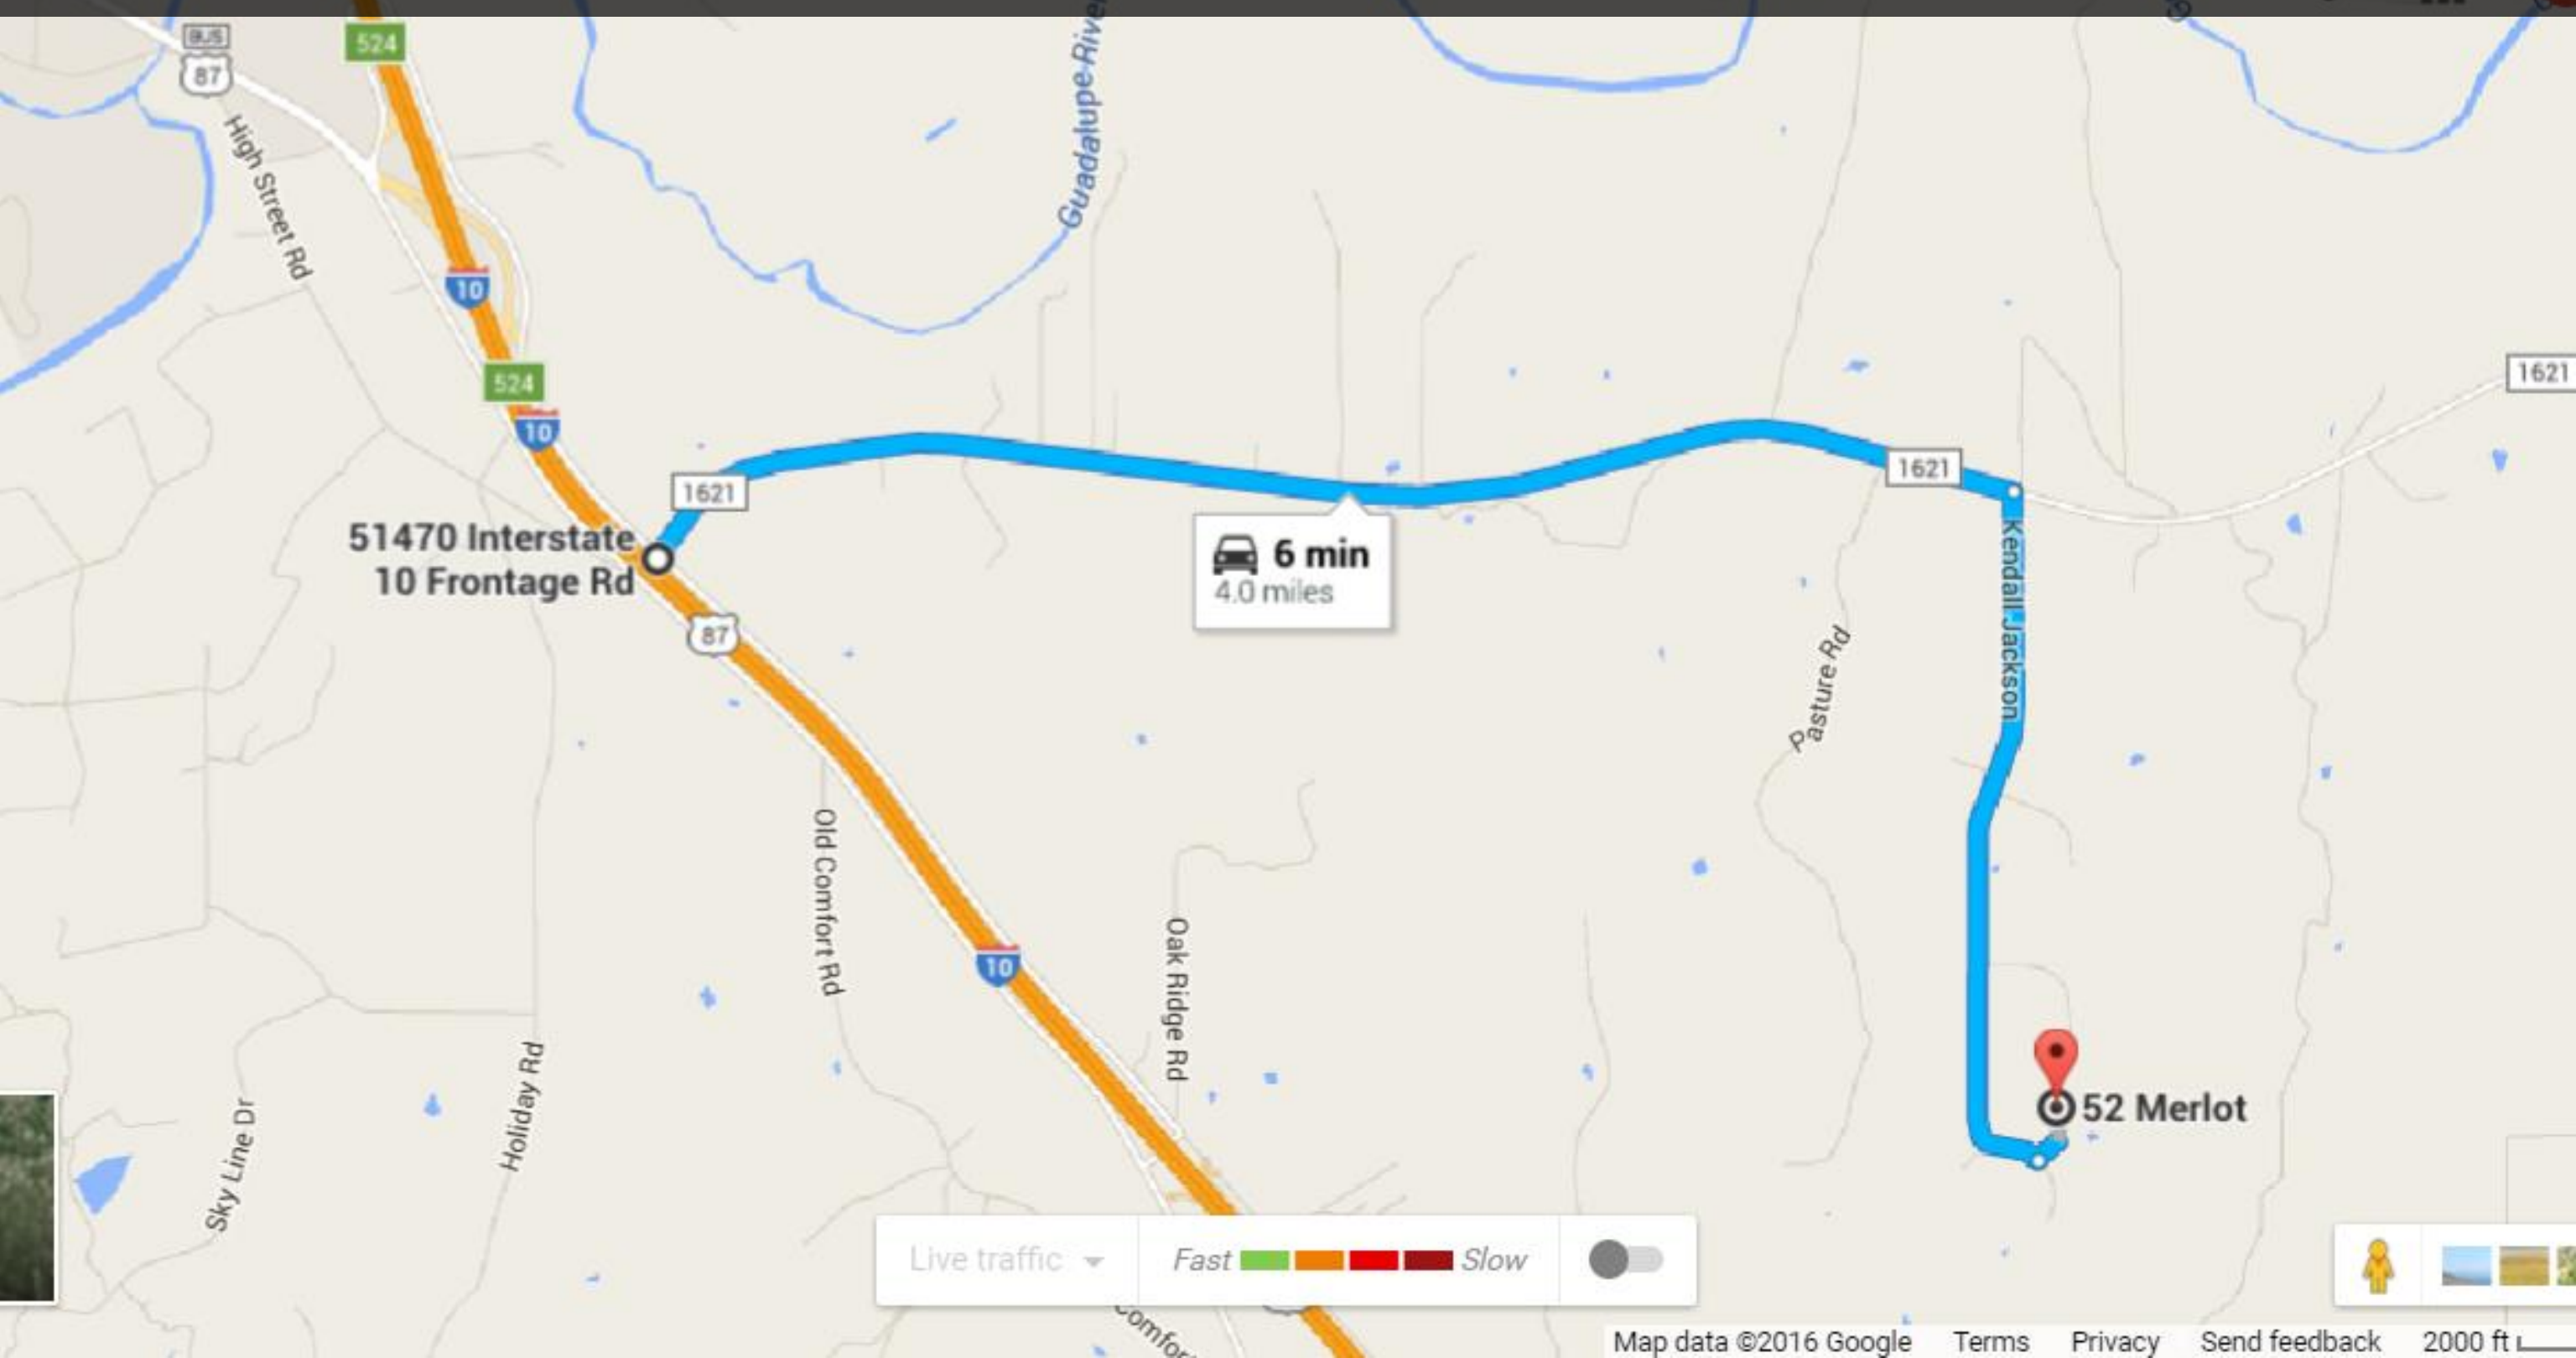 BUS
87
524
Guadalupe River
High Street Rd
10
524
10
1621
1621
1621
51470 Interstate
10 Frontage Rd
6 min
4.0 miles
Kendall Jackson
87
Pasture Rd
Old Comfort Rd
10
Oak Ridge Rd
Holiday Rd
Sky Line Dr
52 Merlot
Live traffic
Fast
Slow
Map data ©2016 Google
Terms
Privacy
Send feedback
2000 ft